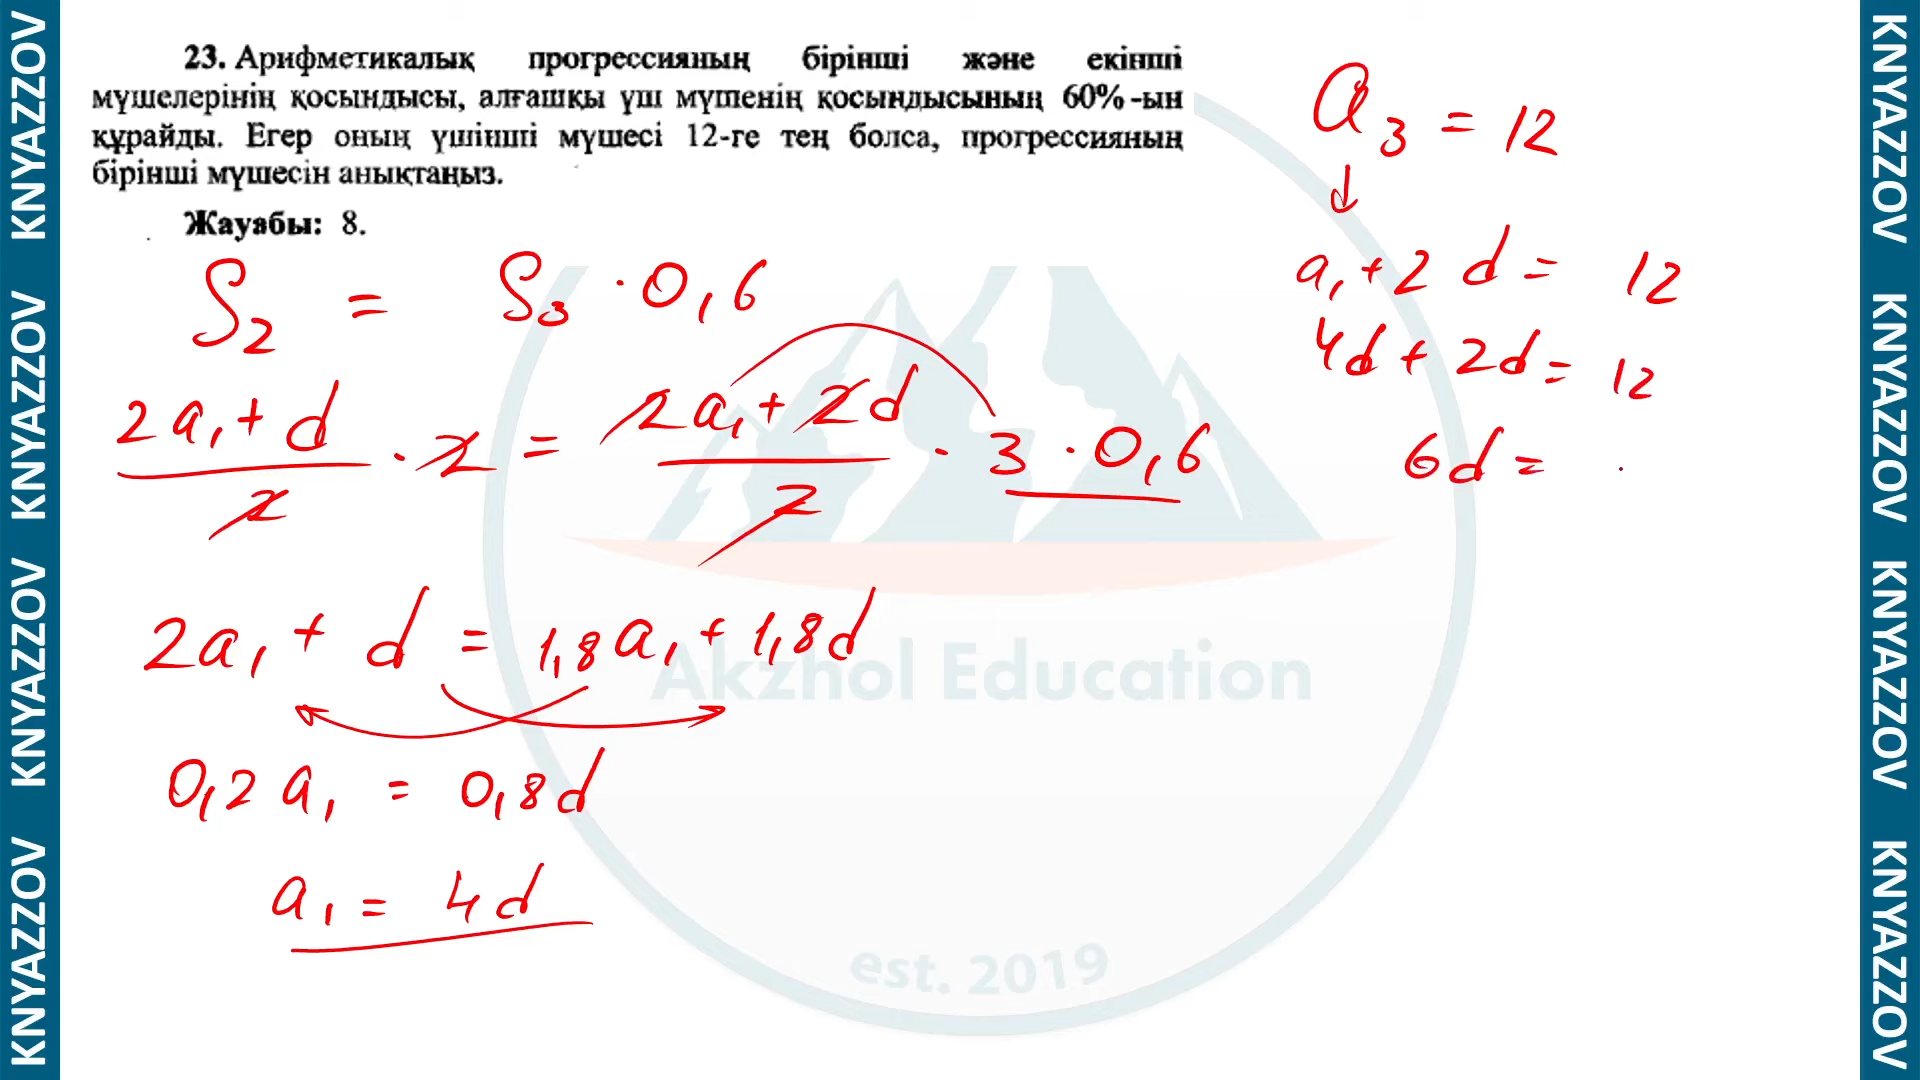 23. Арифметикалық прогрессияның бірінші және екінші
мүшелерінің қосындысы, алғашқы үш мүшенің қосындысының 60%-ын
құрайды. Егер оның үшінші мүшесі 12-ге тең болса, прогрессияның
бірінші мүшесін анықтаңыз.
Жауабы: 8.
S₂ = S₃ · 0,6
(2a₁ + d)/2 · 2 = (2a₁ + 2d)/2 · 3 · 0,6
2a₁ + d = 1,8a₁ + 1,8d
0,2a₁ = 0,8d
a₁ = 4d
a₃ = 12
a₁ + 2d = 12
4d + 2d = 12
6d =
Akzhol Education
est. 2019
KNYAZZOV KNYAZZOV KNYAZZOV KNYAZZOV
KNYAZZOV KNYAZZOV KNYAZZOV KNYAZZOV